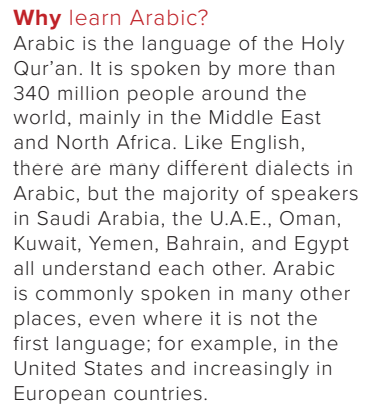 Why learn Arabic?
Arabic is the language of the Holy
Qur'an. It is spoken by more than
340 million people around the
world, mainly in the Middle East
and North Africa. Like English,
there are many different dialects in
Arabic, but the majority of speakers
in Saudi Arabia, the U.A.E., Oman,
Kuwait, Yemen, Bahrain, and Egypt
all understand each other. Arabic
is commonly spoken in many other
places, even where it is not the
first language; for example, in the
United States and increasingly in
European countries.